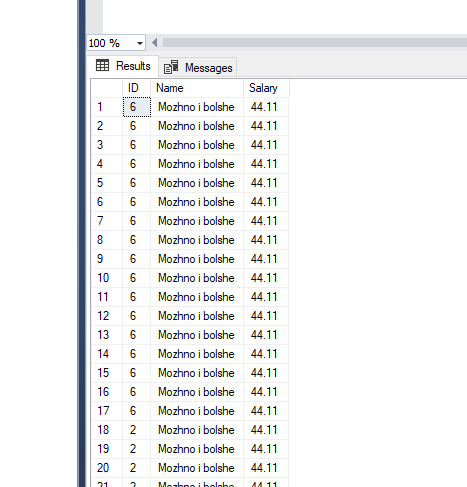 100 %
Results Messages
ID Name Salary
1 6 Mozhno i bolshe 44.11
2 6 Mozhno i bolshe 44.11
3 6 Mozhno i bolshe 44.11
4 6 Mozhno i bolshe 44.11
5 6 Mozhno i bolshe 44.11
6 6 Mozhno i bolshe 44.11
7 6 Mozhno i bolshe 44.11
8 6 Mozhno i bolshe 44.11
9 6 Mozhno i bolshe 44.11
10 6 Mozhno i bolshe 44.11
11 6 Mozhno i bolshe 44.11
12 6 Mozhno i bolshe 44.11
13 6 Mozhno i bolshe 44.11
14 6 Mozhno i bolshe 44.11
15 6 Mozhno i bolshe 44.11
16 6 Mozhno i bolshe 44.11
17 6 Mozhno i bolshe 44.11
18 2 Mozhno i bolshe 44.11
19 2 Mozhno i bolshe 44.11
20 2 Mozhno i bolshe 44.11
21 2 Mozhno i bolshe 44.11